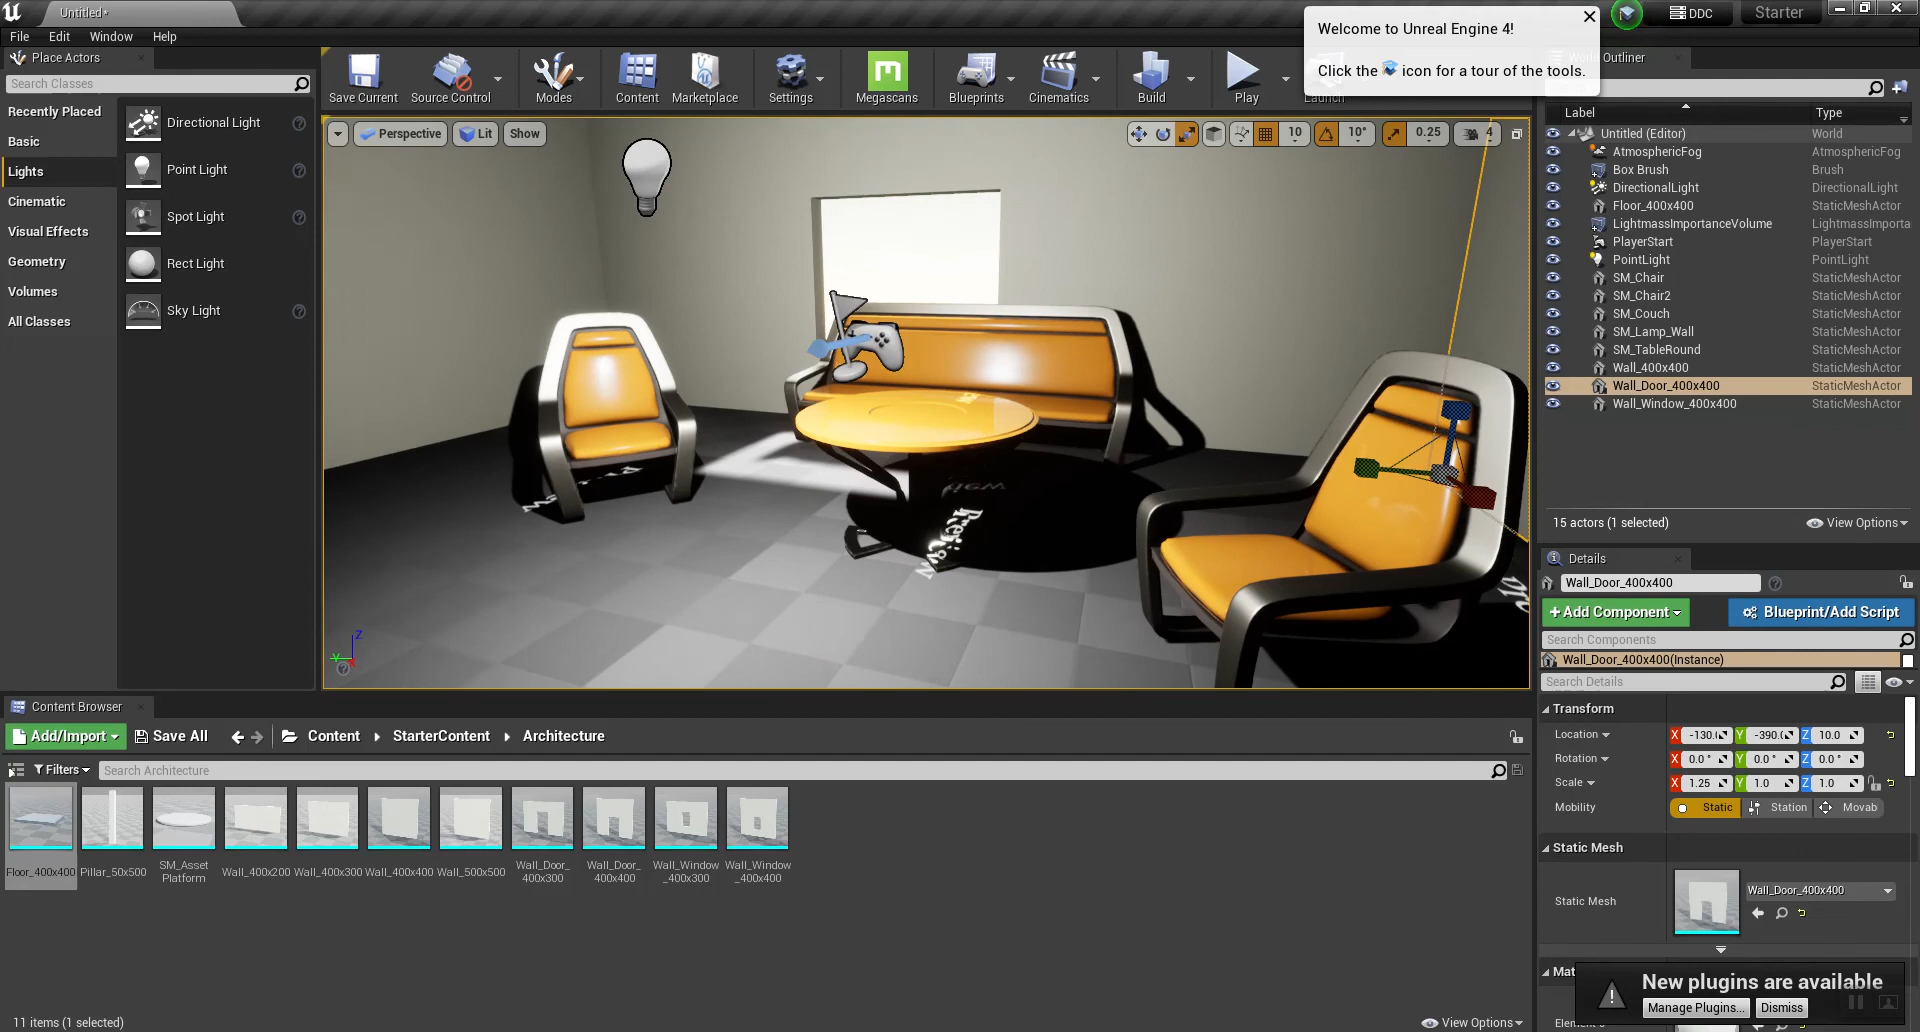 Untitled*
Welcome to Unreal Engine 4!
Click the icon for a tour of the tools.
DDC
Starter
File Edit Window Help
Place Actors
Search Classes
Recently Placed
Basic
Lights
Cinematic
Visual Effects
Geometry
Volumes
All Classes
Directional Light
Point Light
Spot Light
Rect Light
Sky Light
Save Current
Source Control
Modes
Content
Marketplace
Settings
Megascans
Blueprints
Cinematics
Build
Play
Launch
Perspective
Lit
Show
10
10°
0.25
4
Preview
Z
Y
X
World Outliner
Label Type
Untitled (Editor) World
AtmosphericFog AtmosphericFog
Box Brush Brush
DirectionalLight DirectionalLight
Floor_400x400 StaticMeshActor
LightmassImportanceVolume LightmassImporta
PlayerStart PlayerStart
PointLight PointLight
SM_Chair StaticMeshActor
SM_Chair2 StaticMeshActor
SM_Couch StaticMeshActor
SM_Lamp_Wall StaticMeshActor
SM_TableRound StaticMeshActor
Wall_400x400 StaticMeshActor
Wall_Door_400x400 StaticMeshActor
Wall_Window_400x400 StaticMeshActor
15 actors (1 selected)
View Options
Details
Wall_Door_400x400
+Add Component
Blueprint/Add Script
Search Components
Wall_Door_400x400(Instance)
Search Details
Transform
Location X -130.( Y -390.( Z 10.0
Rotation X 0.0 ° Y 0.0 ° Z 0.0 °
Scale X 1.25 Y 1.0 Z 1.0
Mobility Static Station Movab
Static Mesh
Static Mesh
Wall_Door_400x400
Mat
New plugins are available
Manage Plugins... Dismiss
Content Browser
Add/Import
Save All
Content
StarterContent
Architecture
Filters
Search Architecture
Floor_400x400
Pillar_50x500
SM_Asset
Platform
Wall_400x200
Wall_400x300
Wall_400x400
Wall_500x500
Wall_Door_
400x300
Wall_Door_
400x400
Wall_Window
_400x300
Wall_Window
_400x400
11 items (1 selected)
View Options